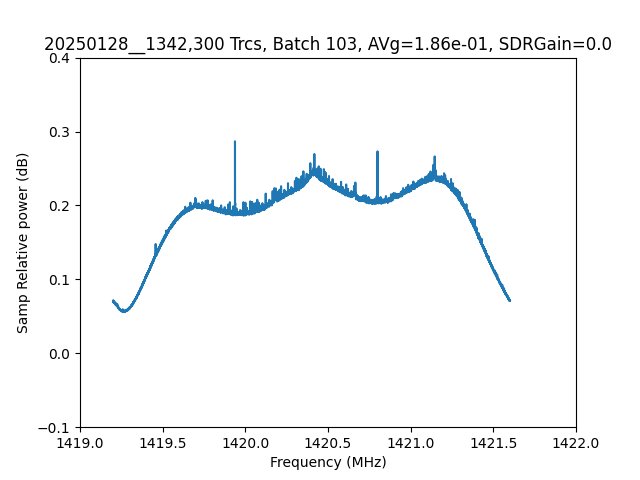 20250128__1342,300 Trcs, Batch 103, AVg=1.86e-01, SDRGain=0.0
0.4
0.3
0.2
0.1
0.0
−0.1
Samp Relative power (dB)
1419.0 1419.5 1420.0 1420.5 1421.0 1421.5 1422.0
Frequency (MHz)